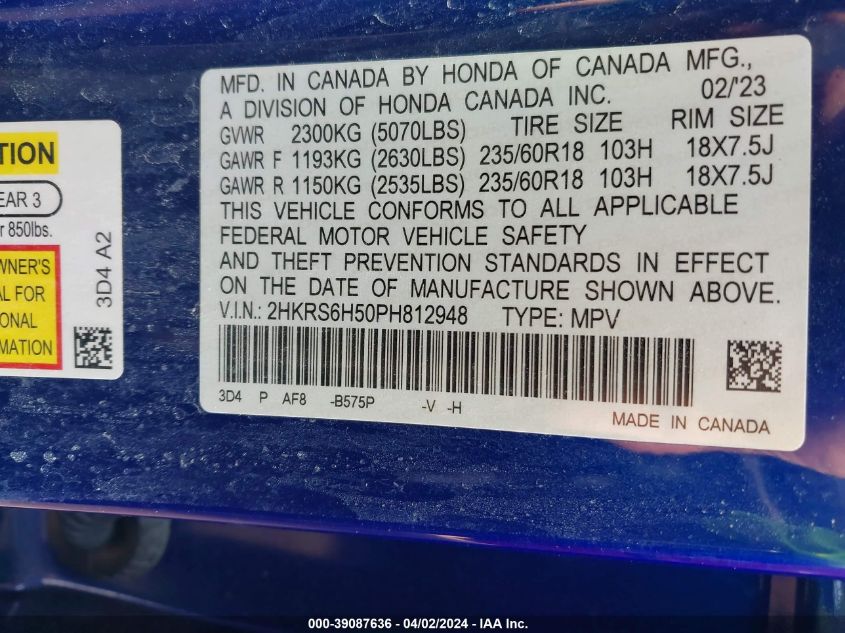 TION
EAR 3
r 850lbs.
WNER'S
AL FOR
ONAL
MATION
3D4 A2
MFD. IN CANADA BY HONDA OF CANADA MFG.,
A DIVISION OF HONDA CANADA INC. 02/'23
GVWR 2300KG (5070LBS) TIRE SIZE RIM SIZE
GAWR F 1193KG (2630LBS) 235/60R18 103H 18X7.5J
GAWR R 1150KG (2535LBS) 235/60R18 103H 18X7.5J
THIS VEHICLE CONFORMS TO ALL APPLICABLE
FEDERAL MOTOR VEHICLE SAFETY
AND THEFT PREVENTION STANDARDS IN EFFECT
ON THE DATE OF MANUFACTURE SHOWN ABOVE.
V.I.N.: 2HKRS6H50PH812948 TYPE: MPV
3D4 P AF8 -B575P -V -H
MADE IN CANADA
000-39087636 - 04/02/2024 - IAA Inc.